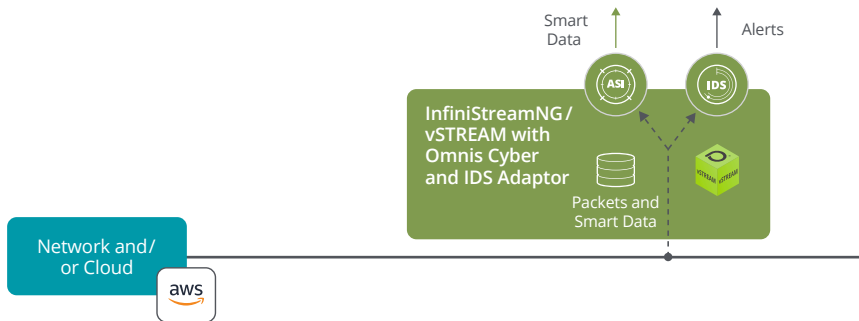 Smart
Data
Alerts
ASI
IDS
InfiniStreamNG/
vSTREAM with
Omnis Cyber
and IDS Adaptor
vSTREAM
vSTREAM
Packets and
Smart Data
Network and/
or Cloud
aws